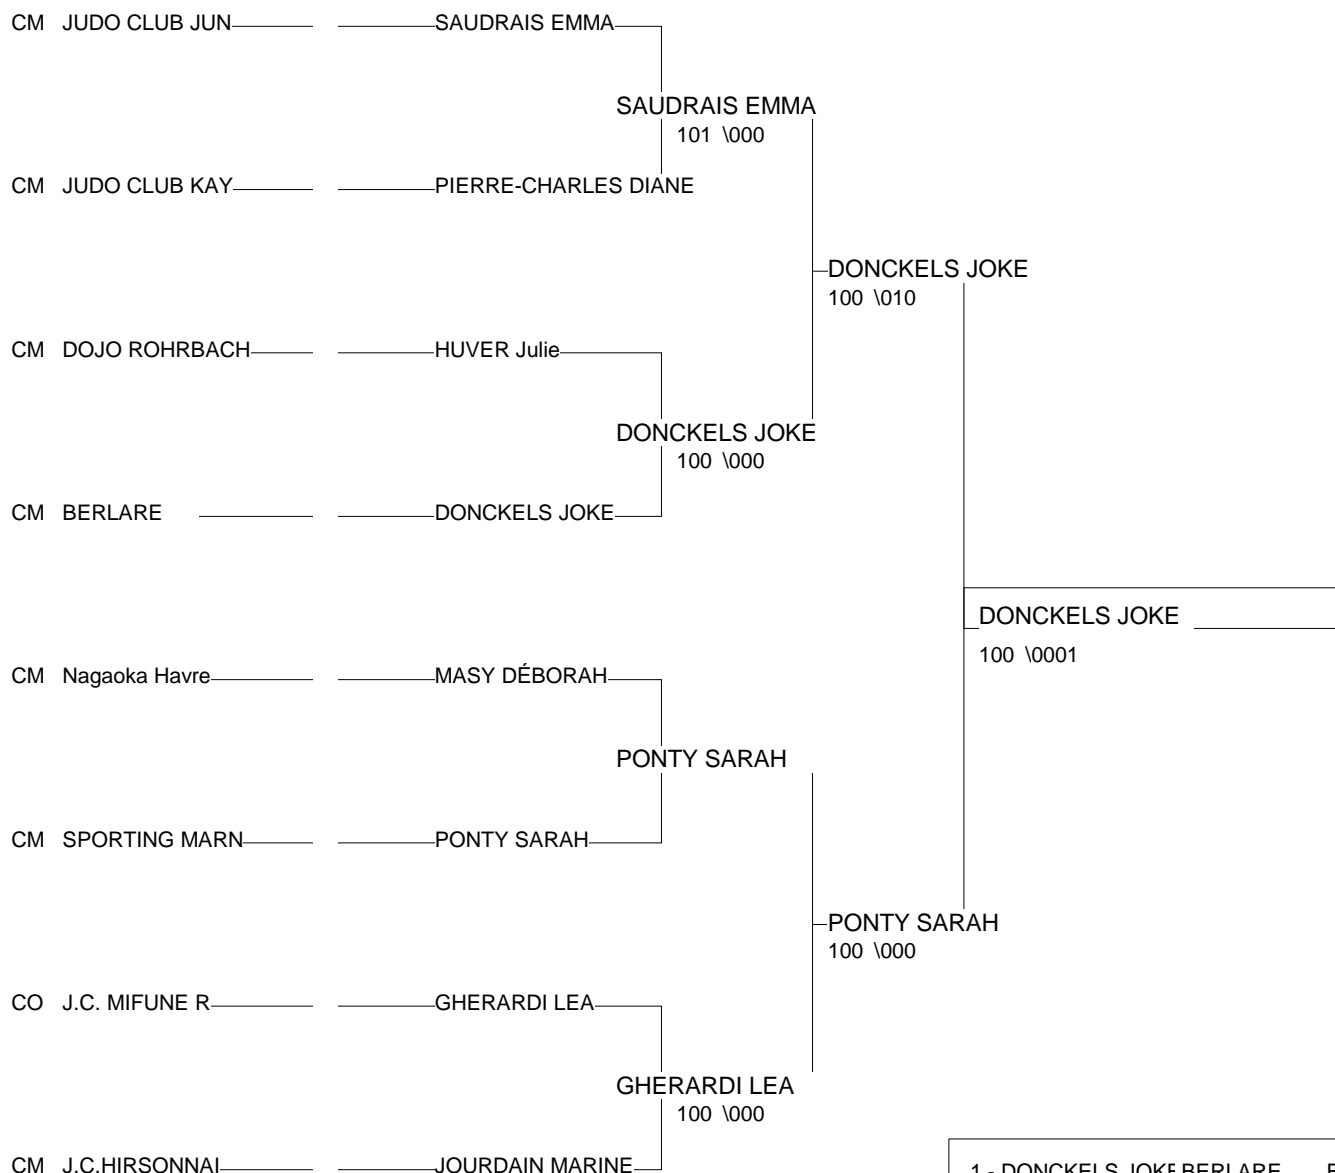 CM JUDO CLUB JUN SAUDRAIS EMMA
SAUDRAIS EMMA
101 \000
CM JUDO CLUB KAY PIERRE-CHARLES DIANE
DONCKELS JOKE
100 \010
CM DOJO ROHRBACH HUVER Julie
DONCKELS JOKE
100 \000
CM BERLARE DONCKELS JOKE
DONCKELS JOKE
100 \0001
CM Nagaoka Havre MASY DÉBORAH
PONTY SARAH
CM SPORTING MARN PONTY SARAH
PONTY SARAH
100 \000
CO J.C. MIFUNE R GHERARDI LEA
GHERARDI LEA
100 \000
CM J.C.HIRSONNAI JOURDAIN MARINE
1 - DONCKELS JOKE BERLARE